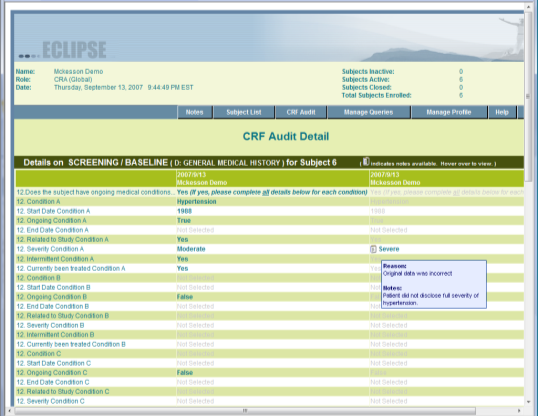 ECLIPSE
Name: Mckesson Demo
Role: CRA (Global)
Date: Thursday, September 13, 2007 9:44:49 PM EST
Subjects Inactive: 0
Subjects Active: 6
Subjects Closed: 0
Total Subjects Enrolled: 6
Notes Subject List CRF Audit Manage Queries Manage Profile Help
CRF Audit Detail
Details on SCREENING / BASELINE ( D: GENERAL MEDICAL HISTORY ) for Subject 6 ( indicates notes available. Hover over to view. )
2007/9/13 2007/9/13
Mckesson Demo Mckesson Demo
12.Does the subject have ongoing medical conditions... Yes (If yes, please complete all details below for each condition) Yes (If yes, please complete all details below for each
12. Condition A Hypertension Hypertension
12. Start Date Condition A 1988 1988
12. Ongoing Condition A True True
12. End Date Condition A Not Selected Not Selected
12. Related to Study Condition A Yes
12. Severity Condition A Moderate Severe
12. Intermittent Condition A Yes
12. Currently been treated Condition A Yes
12. Condition B Not Selected
12. Start Date Condition B Not Selected
12. Ongoing Condition B False
12. End Date Condition B Not Selected Not Selected
12. Related to Study Condition B Not Selected Not Selected
12. Severity Condition B Not Selected Not Selected
12. Intermittent Condition B Not Selected Not Selected
12. Currently been treated Condition B Not Selected Not Selected
12. Condition C Not Selected Not Selected
12. Start Date Condition C Not Selected Not Selected
12. Ongoing Condition C False False
12. End Date Condition C Not Selected Not Selected
12. Related to Study Condition C Not Selected Not Selected
12. Severity Condition C Not Selected Not Selected
Reason:
Original data was incorrect
Notes:
Patient did not disclose full severity of
hypertension.